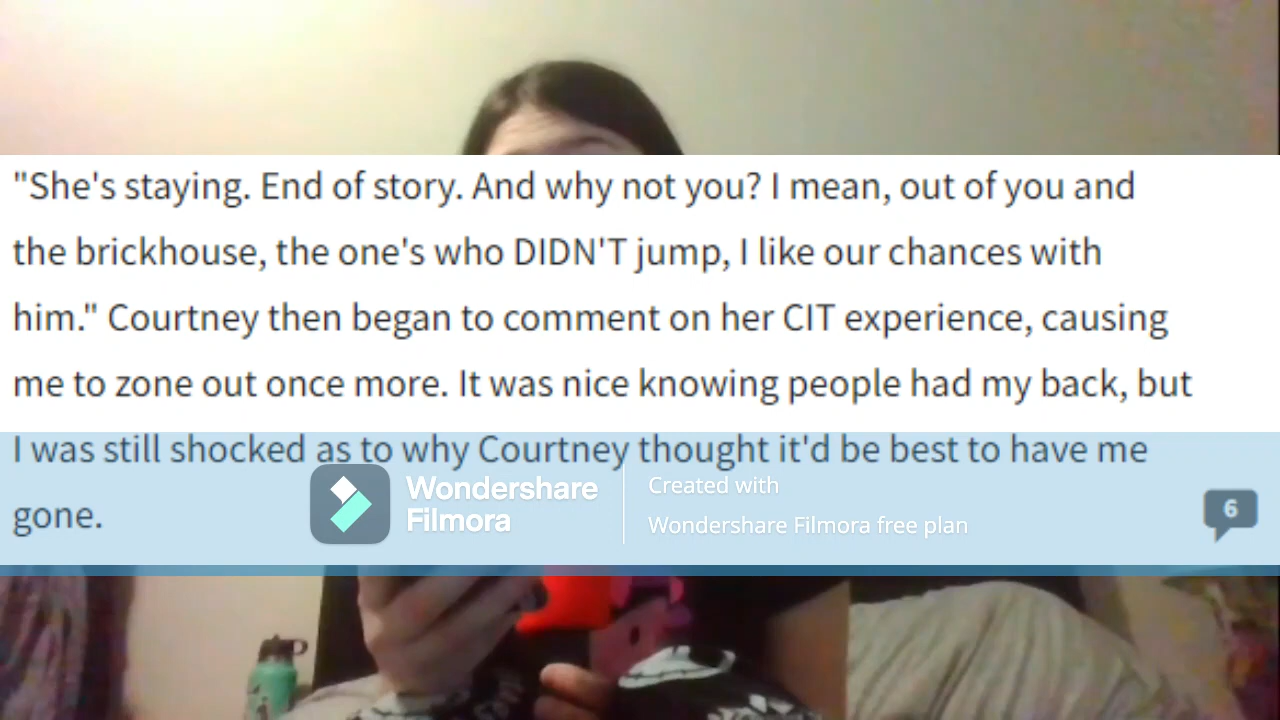 "She's staying. End of story. And why not you? I mean, out of you and
the brickhouse, the one's who DIDN'T jump, I like our chances with
him." Courtney then began to comment on her CIT experience, causing
me to zone out once more. It was nice knowing people had my back, but
I was still shocked as to why Courtney thought it'd be best to have me
gone.
Wondershare
Filmora
Created with
Wondershare Filmora free plan
6